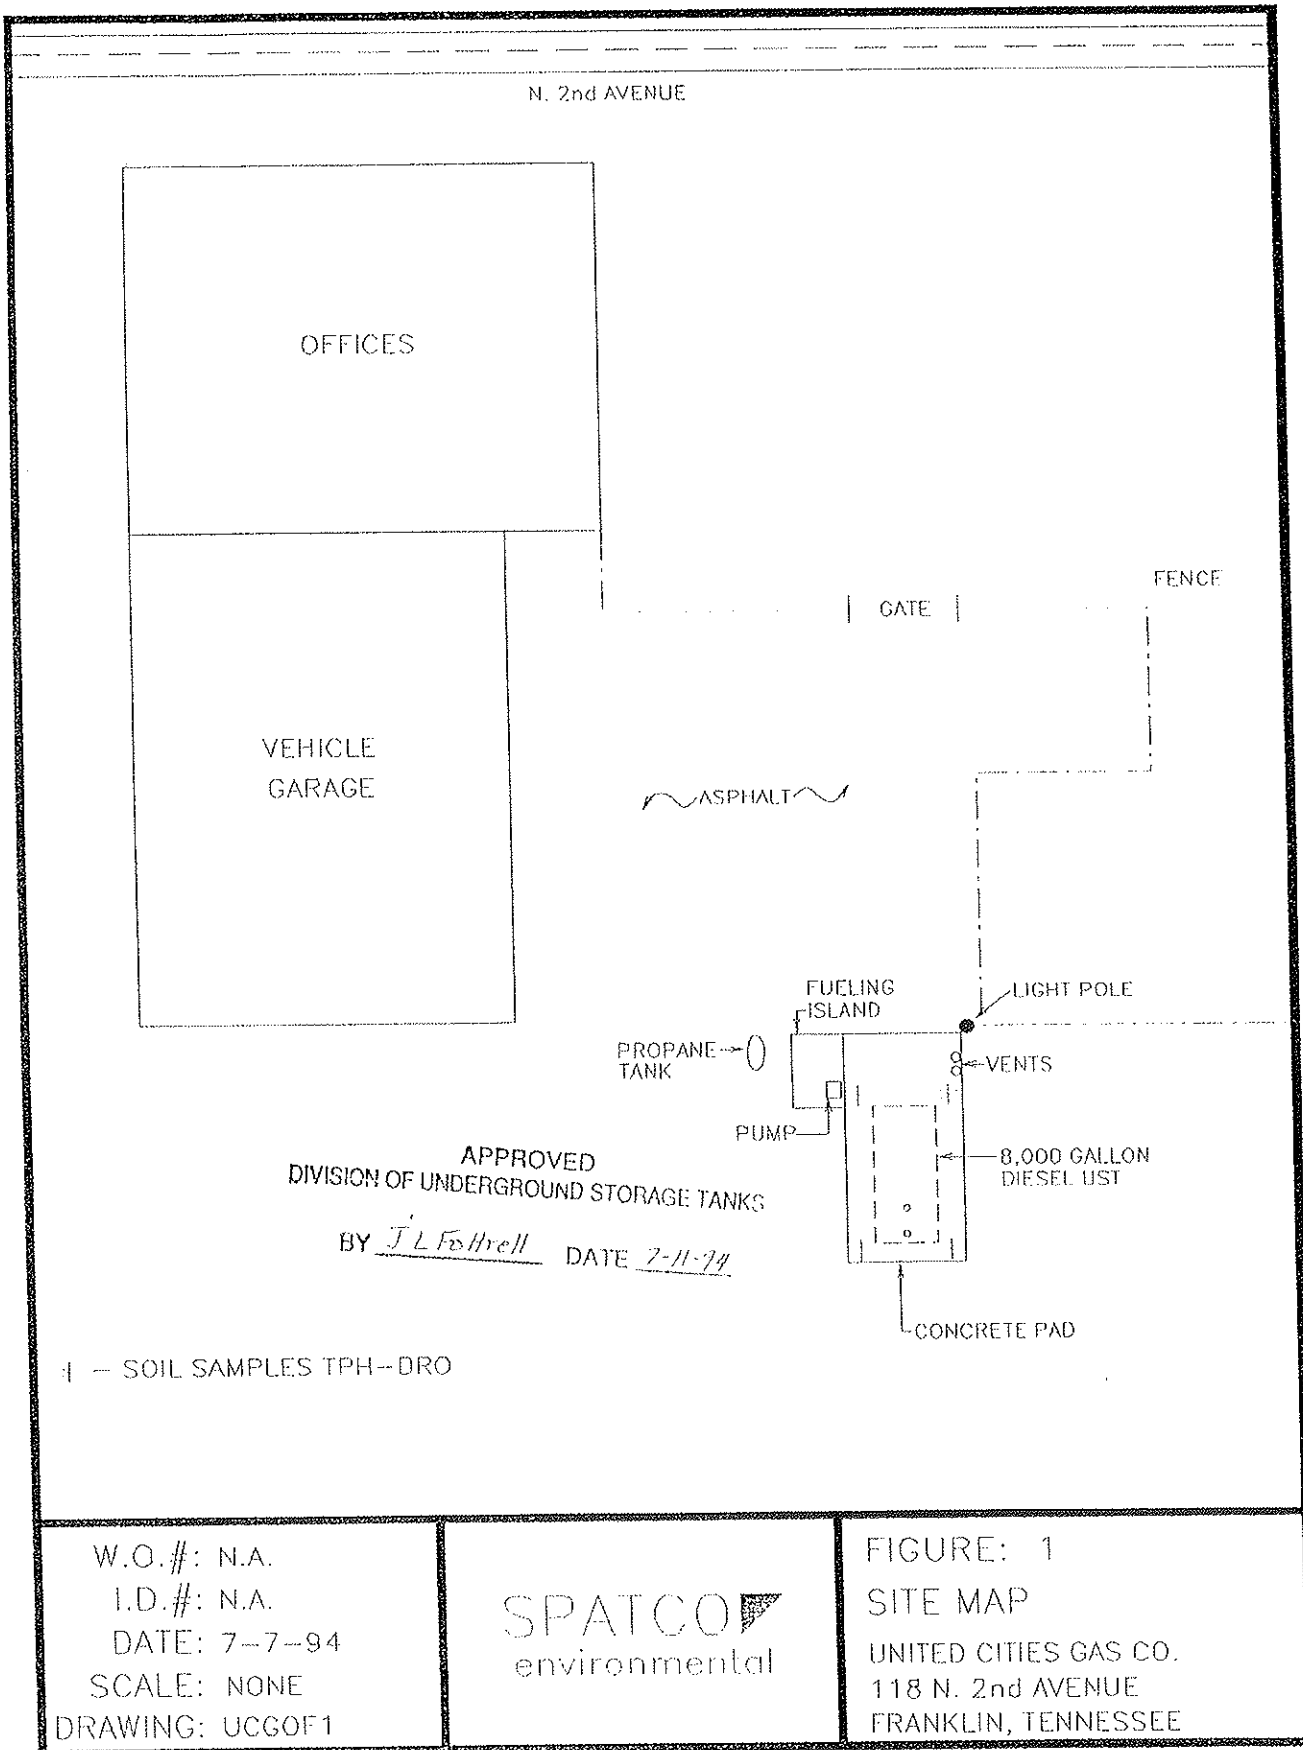 N. 2nd AVENUE
OFFICES
FENCE
GATE
VEHICLE
GARAGE
ASPHALT
FUELING
ISLAND
LIGHT POLE
PROPANE
TANK
VENTS
PUMP
8,000 GALLON
DIESEL UST
APPROVED
DIVISION OF UNDERGROUND STORAGE TANKS
BY J L DATE 7-11-94
CONCRETE PAD
- SOIL SAMPLES TPH-DRO
W.O.#: N.A.
I.D.#: N.A.
DATE: 7-7-94
SCALE: NONE
DRAWING: UCGOF1
SPATCO
environmental
FIGURE: 1
SITE MAP
UNITED CITIES GAS CO.
118 N. 2nd AVENUE
FRANKLIN, TENNESSEE